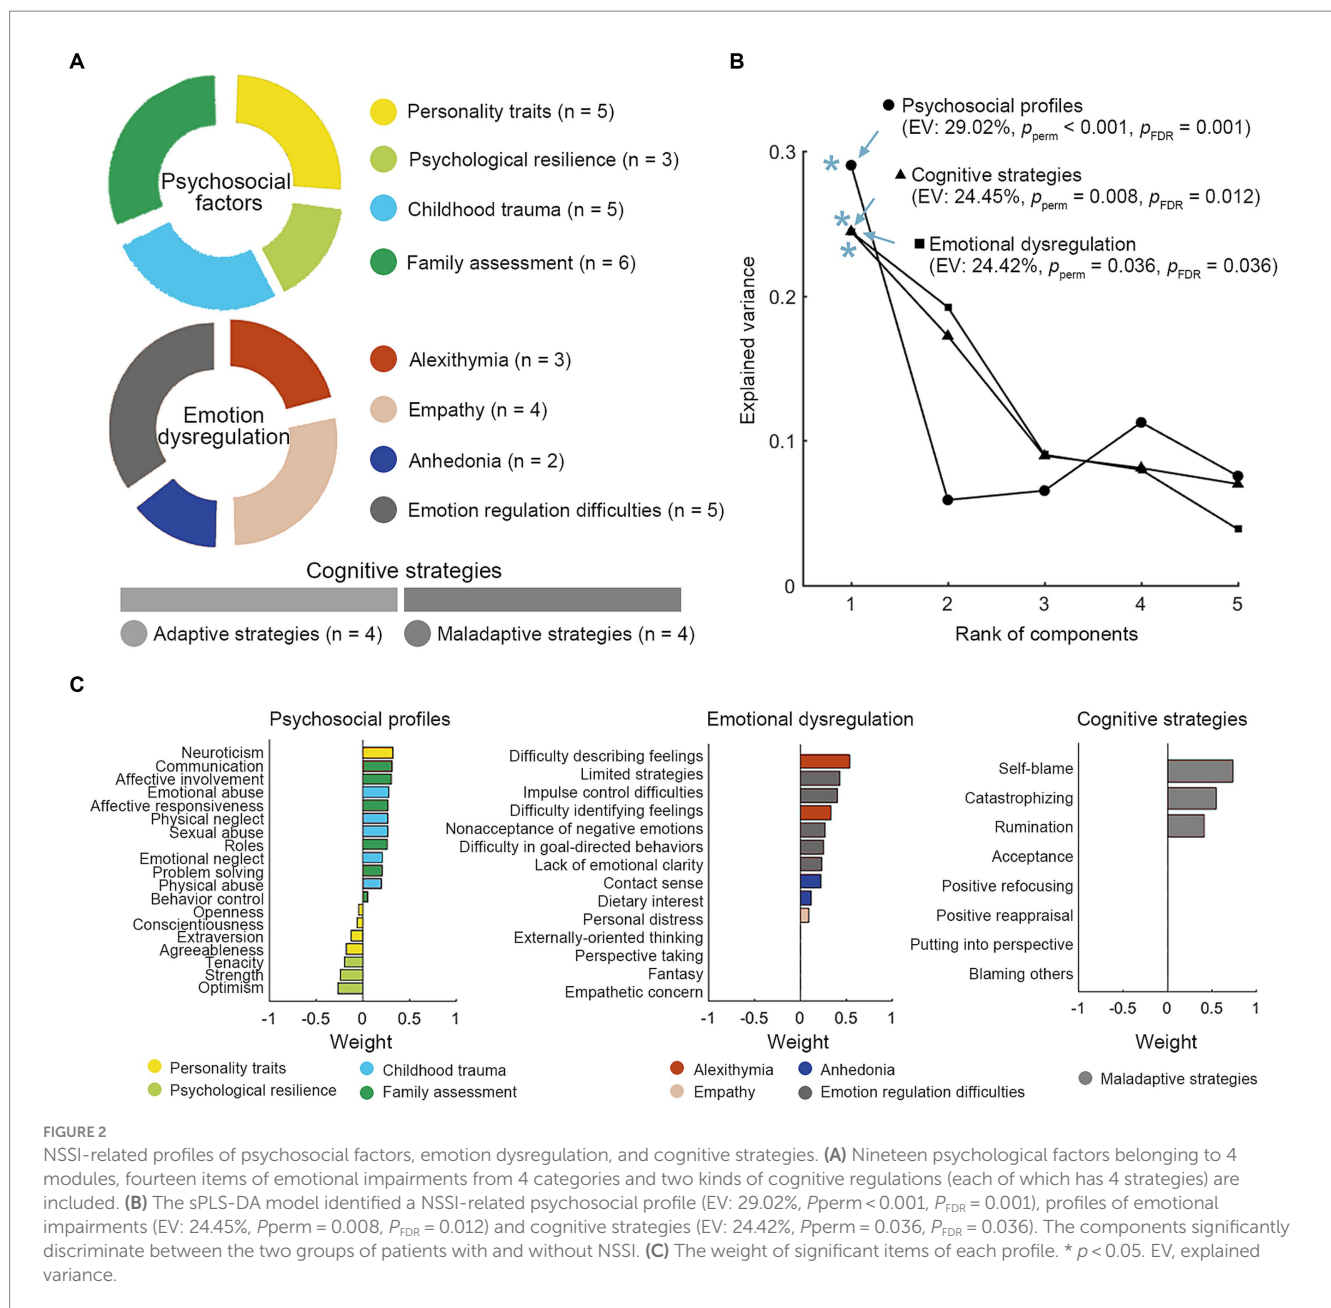 A
Psychosocial
factors
Personality traits (n = 5)
Psychological resilience (n = 3)
Childhood trauma (n = 5)
Family assessment (n = 6)
Emotion
dysregulation
Alexithymia (n = 3)
Empathy (n = 4)
Anhedonia (n = 2)
Emotion regulation difficulties (n = 5)
Cognitive strategies
Adaptive strategies (n = 4)
Maladaptive strategies (n = 4)
B
Psychosocial profiles
(EV: 29.02%, pperm < 0.001, pFDR = 0.001)
Cognitive strategies
(EV: 24.45%, pperm = 0.008, pFDR = 0.012)
Emotional dysregulation
(EV: 24.42%, pperm = 0.036, pFDR = 0.036)
*
*
*
Explained variance
0.3
0.2
0.1
0
1 2 3 4 5
Rank of components
C
Psychosocial profiles
Neuroticism
Communication
Affective involvement
Emotional abuse
Affective responsiveness
Physical neglect
Sexual abuse
Roles
Emotional neglect
Problem solving
Physical abuse
Behavior control
Openness
Conscientiousness
Extraversion
Agreeableness
Tenacity
Strength
Optimism
-1 -0.5 0 0.5 1
Weight
Personality traits
Psychological resilience
Childhood trauma
Family assessment
Emotional dysregulation
Difficulty describing feelings
Limited strategies
Impulse control difficulties
Difficulty identifying feelings
Nonacceptance of negative emotions
Difficulty in goal-directed behaviors
Lack of emotional clarity
Contact sense
Dietary interest
Personal distress
Externally-oriented thinking
Perspective taking
Fantasy
Empathetic concern
-1 -0.5 0 0.5 1
Weight
Alexithymia
Empathy
Anhedonia
Emotion regulation difficulties
Cognitive strategies
Self-blame
Catastrophizing
Rumination
Acceptance
Positive refocusing
Positive reappraisal
Putting into perspective
Blaming others
-1 -0.5 0 0.5 1
Weight
Maladaptive strategies
FIGURE 2
NSSI-related profiles of psychosocial factors, emotion dysregulation, and cognitive strategies. (A) Nineteen psychological factors belonging to 4
modules, fourteen items of emotional impairments from 4 categories and two kinds of cognitive regulations (each of which has 4 strategies) are
included. (B) The sPLS-DA model identified a NSSI-related psychosocial profile (EV: 29.02%, Pperm < 0.001, PFDR = 0.001), profiles of emotional
impairments (EV: 24.45%, Pperm = 0.008, PFDR = 0.012) and cognitive strategies (EV: 24.42%, Pperm = 0.036, PFDR = 0.036). The components significantly
discriminate between the two groups of patients with and without NSSI. (C) The weight of significant items of each profile. * p < 0.05. EV, explained
variance.